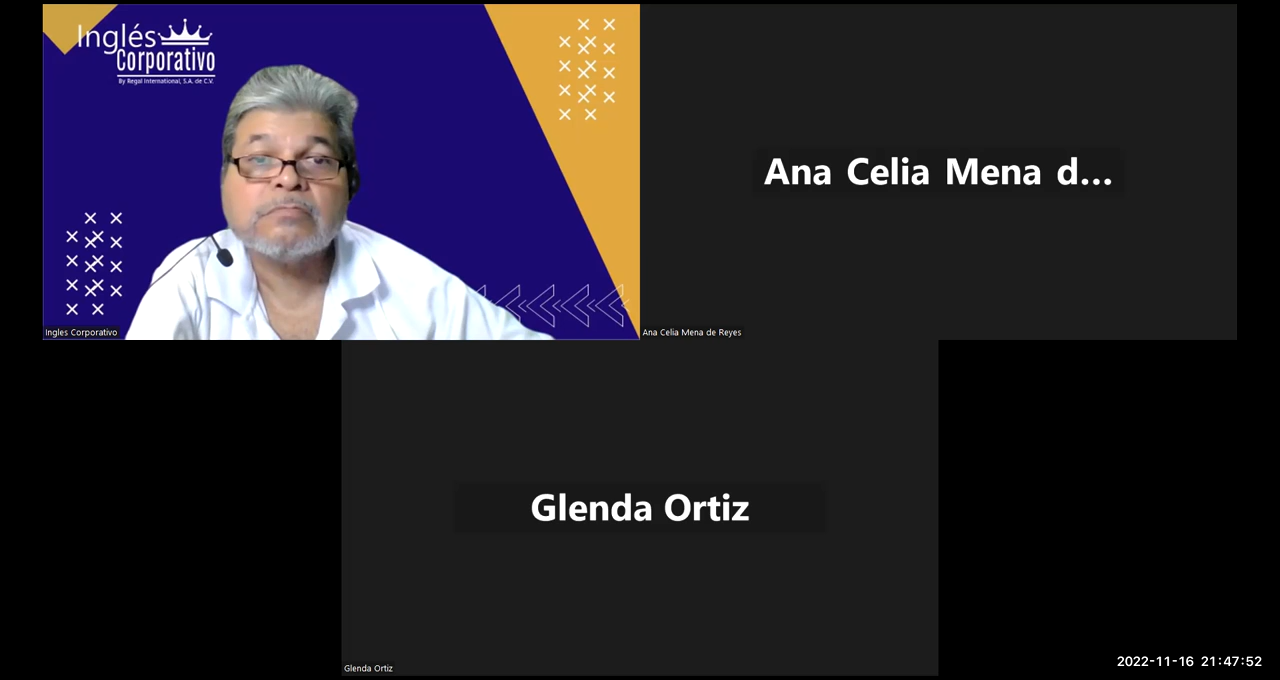 Inglés
Corporativo
By Regal International, S.A. de C.V.
Ingles Corporativo
Ana Celia Mena d...
Ana Celia Mena de Reyes
Glenda Ortiz
Glenda Ortiz
2022-11-16 21:47:52